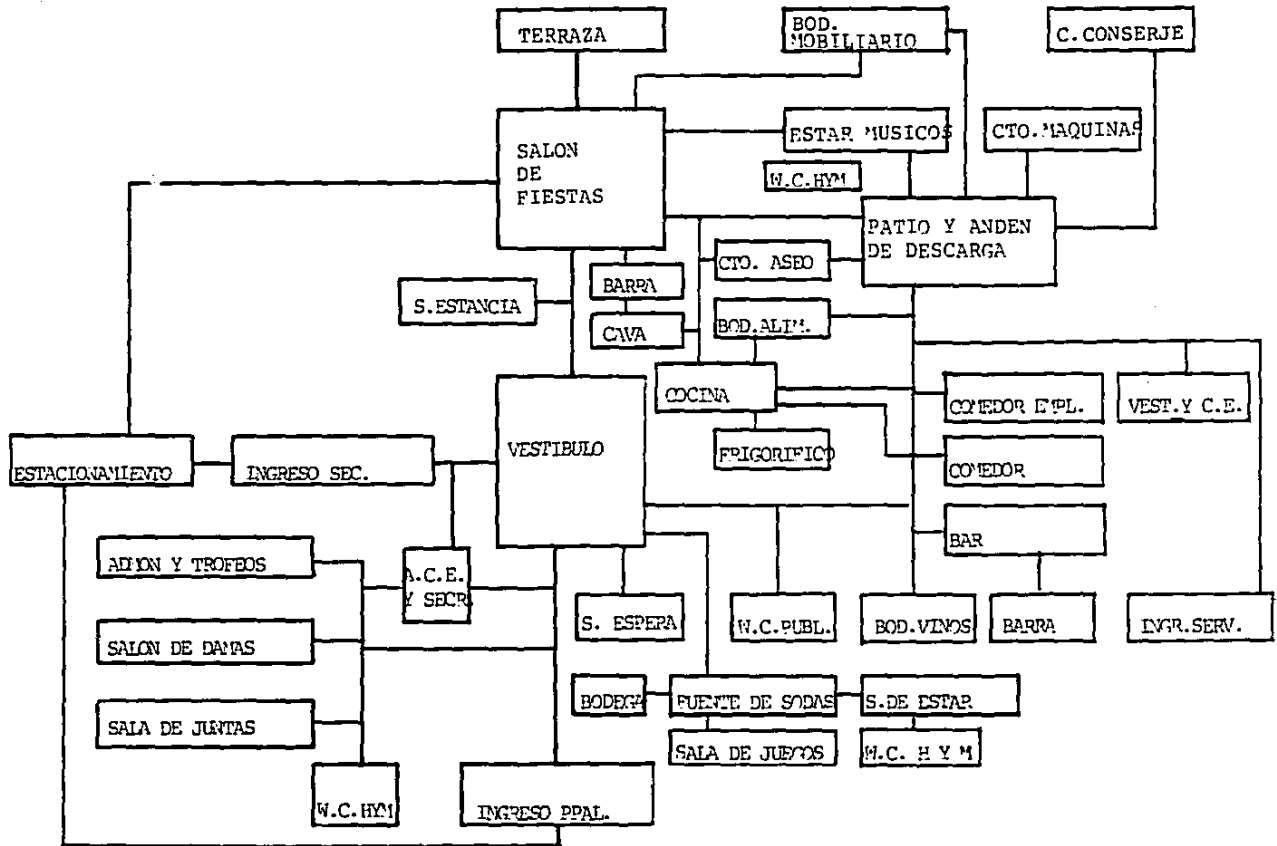 TERRAZA
BOD.
MOBILIARIO
C.CONSERJE
SALON
DE
FIESTAS
ESTAR MUSICOS
CTO.MAQUINAS
W.C.HYM
PATIO Y ANDEN
DE DESCARGA
CTO. ASEO
S.ESTANCIA
BARRA
CAVA
BOD.ALIM.
COCINA
COMEDOR EMPL.
VEST.Y C.E.
VESTIBULO
FRIGORIFICO
COMEDOR
ESTACIONAMIENTO
INGRESO SEC.
BAR
ADMON Y TROFEOS
A.C.E.
Y SECR.
S. ESPERA
W.C.PUBL.
BOD.VINOS
BARRA
INGR.SERV.
SALON DE DAMAS
BODEGA
FUENTE DE SODAS
S.DE ESTAR
SALA DE JUNTAS
SALA DE JUEGOS
W.C. H Y M
W.C.HYM
INGRESO PPAL.